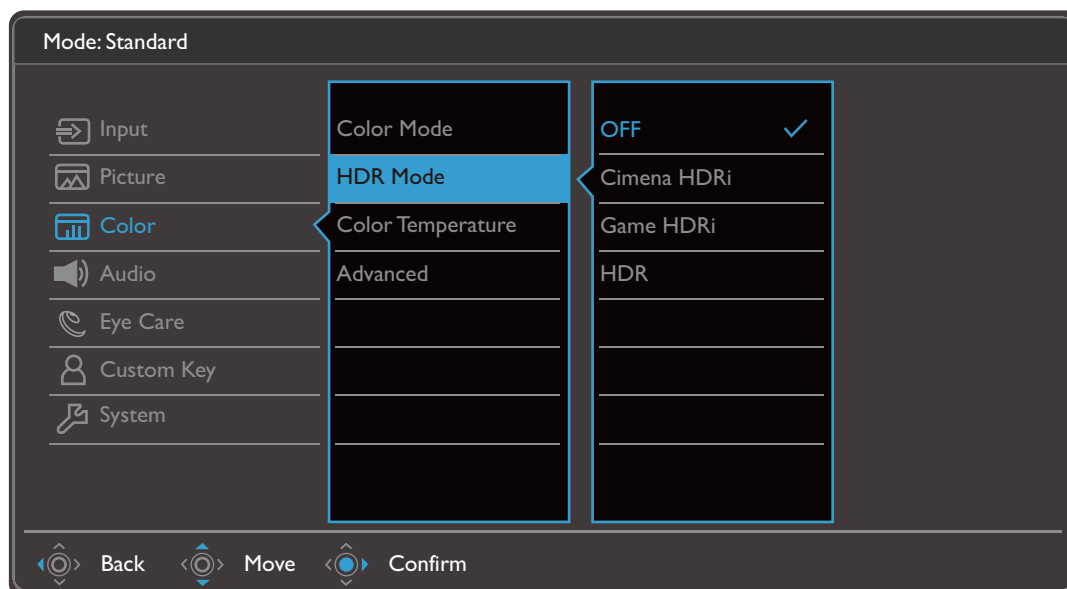 Mode: Standard
Input
Picture
Color
Audio
Eye Care
Custom Key
System
Color Mode
HDR Mode
Color Temperature
Advanced
OFF
Cimena HDRi
Game HDRi
HDR
Back Move Confirm